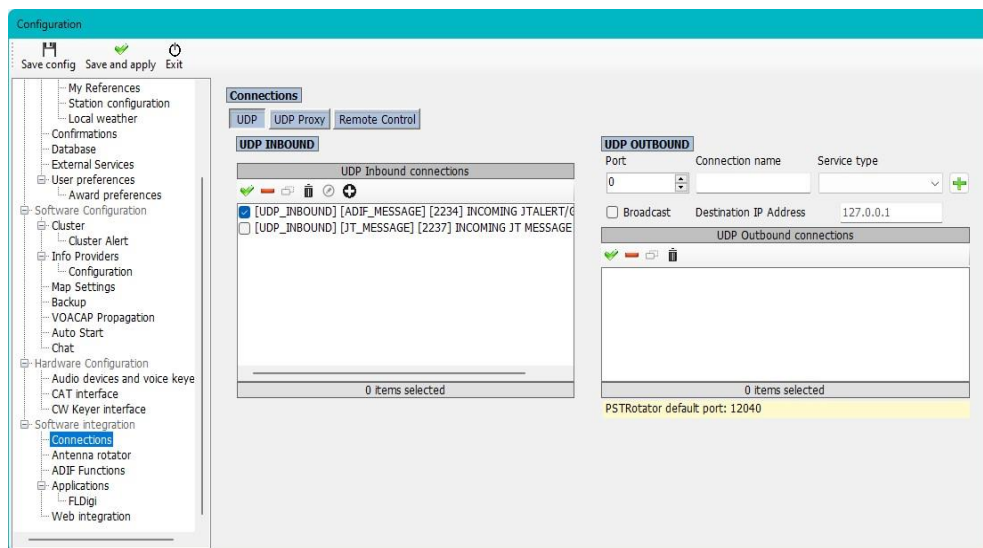 Configuration
Save config Save and apply Exit
My References
Station configuration
Local weather
Confirmations
Database
External Services
User preferences
Award preferences
Software Configuration
Cluster
Cluster Alert
Info Providers
Configuration
Map Settings
Backup
VOACAP Propagation
Auto Start
Chat
Hardware Configuration
Audio devices and voice keye
CAT interface
CW Keyer interface
Software integration
Connections
Antenna rotator
ADIF Functions
Applications
FLDigi
Web integration
Connections
UDP UDP Proxy Remote Control
UDP INBOUND
UDP Inbound connections
[UDP_INBOUND] [ADIF_MESSAGE] [2234] INCOMING JTALERT/
[UDP_INBOUND] [JT_MESSAGE] [2237] INCOMING JT MESSAGE
0 items selected
UDP OUTBOUND
Port Connection name Service type
0
Broadcast Destination IP Address 127.0.0.1
UDP Outbound connections
0 items selected
PSTRotator default port: 12040